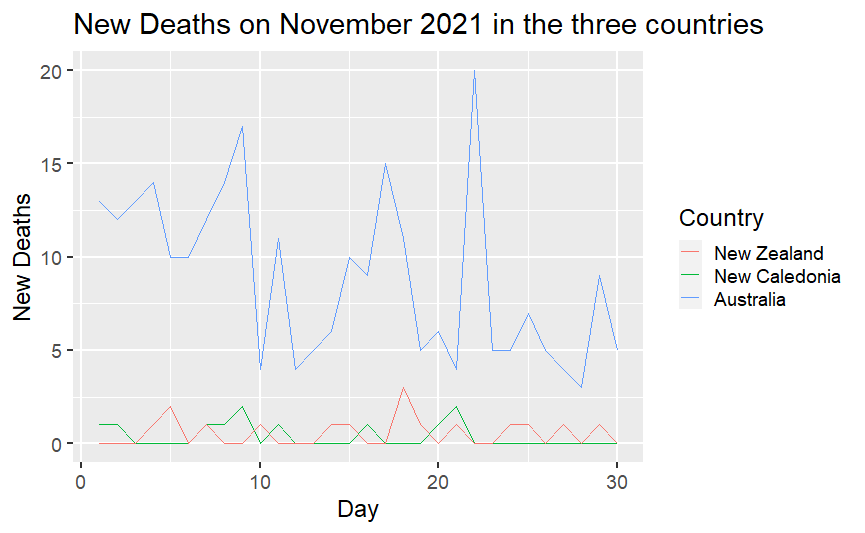 New Deaths on November 2021 in the three countries
20
15
10
5
0
New Deaths
0
10
20
30
Day
Country
New Zealand
New Caledonia
Australia